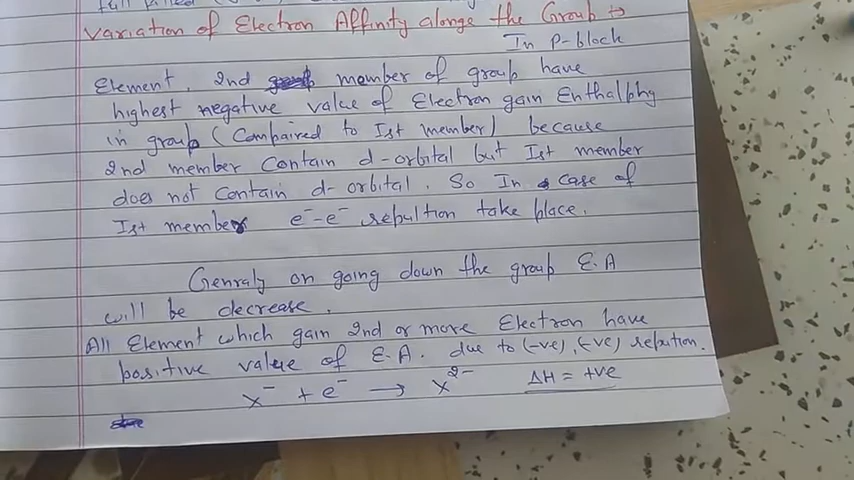 Variation of Electron Affinity alonge the Group →
In P-block
Element, 2nd member of group have
highest negative value of Electron gain Enthalphy
in group (Compaired to Ist member) because
2nd member Contain d-orbital but Ist member
does not contain d-orbital. So In case of
Ist member e⁻-e⁻ repultion take place.
Genraly on going down the group E.A
will be decrease.
All Element which gain 2nd or more Electron have
positive value of E.A. due to (-ve), (-ve) repution.
X⁻ + e⁻ → X²⁻ ΔH = +ve